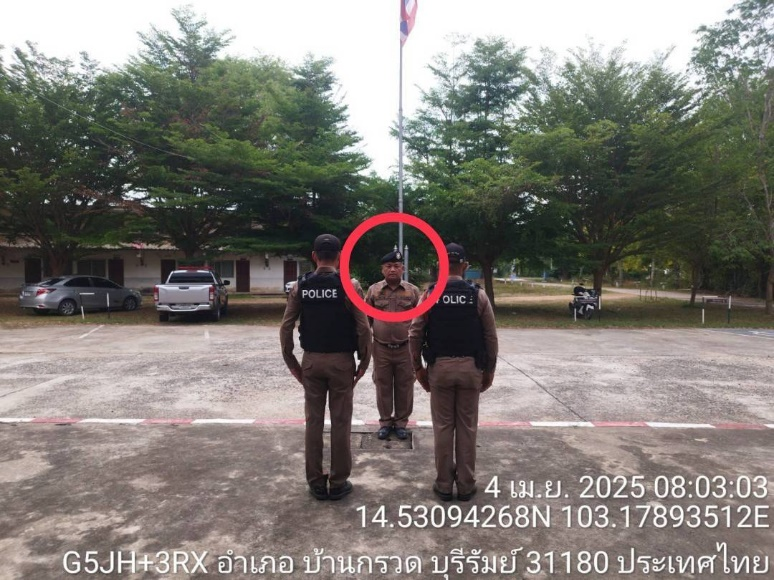 POLICE
POLICE
4 เม.ย. 2025 08:03:03
14.53094268N 103.17893512E
G5JH+3RX อำเภอ บ้านกรวด บุรีรัมย์ 31180 ประเทศไทย